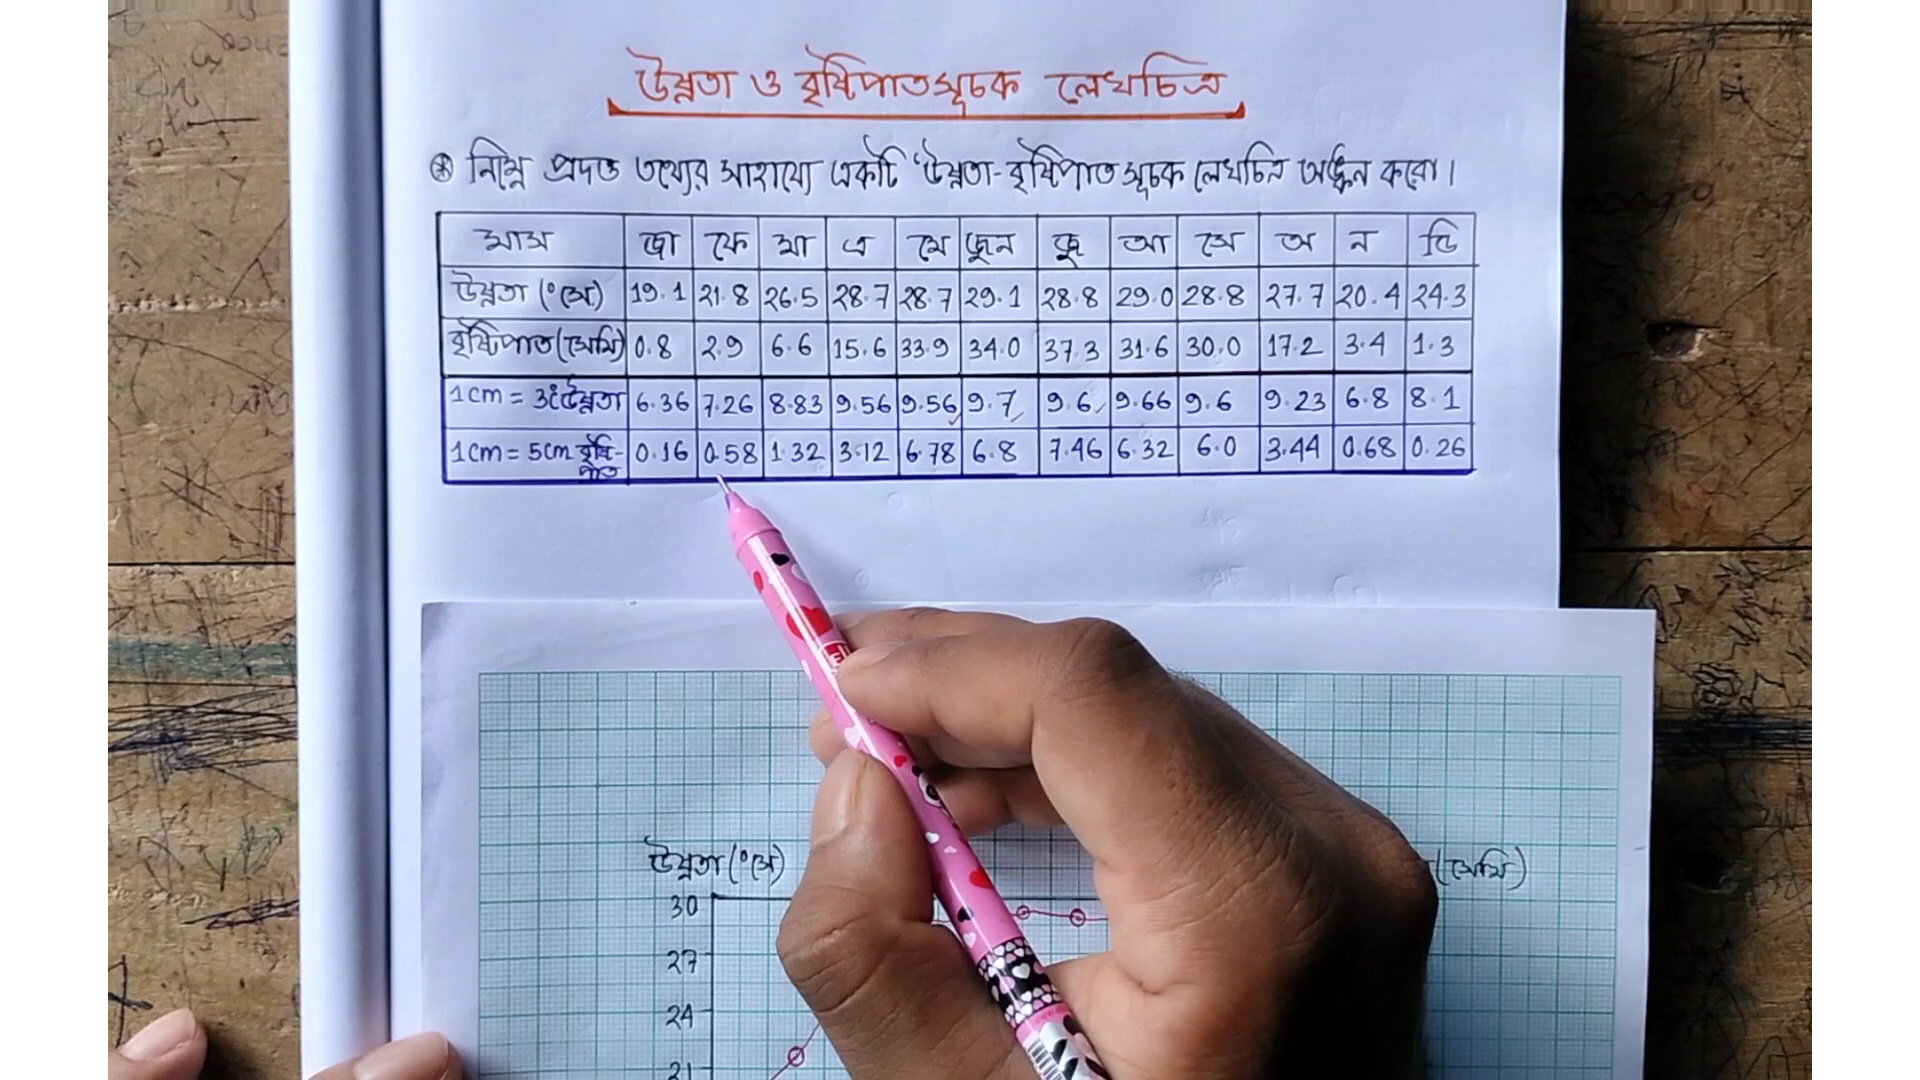 উষ্ণতা ও বৃষ্টিপাতসূচক লেখচিত্র
নিম্নে প্রদত্ত তথ্যের সাহায্যে একটি 'উষ্ণতা-বৃষ্টিপাতসূচক লেখচিত্র অঙ্কন করো।
মাস জা ফে মা এ মে জুন জু আ সে অ ন ডি
উষ্ণতা (°সে) 19.1 21.8 26.5 28.7 28.7 29.1 28.8 29.0 28.8 27.7 20.4 24.3
বৃষ্টিপাত(সেমি) 0.8 2.9 6.6 15.6 33.9 34.0 37.3 31.6 30.0 17.2 3.4 1.3
1cm = 3° উষ্ণতা 6.36 7.26 8.83 9.56 9.56 9.7 9.6 9.66 9.6 9.23 6.8 8.1
1cm = 5cm বৃষ্টি- 0.16 0.58 1.32 3.12 6.78 6.8 7.46 6.32 6.0 3.44 0.68 0.26
পাত
উষ্ণতা(°সে) (সেমি)
30
27
24
21